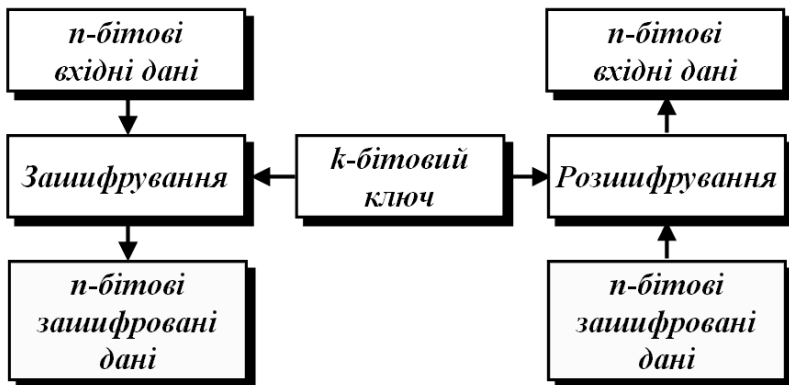 n-бітові
вхідні дані
n-бітові
вхідні дані
Зашифрування
k-бітовий
ключ
Розшифрування
n-бітові
зашифровані
дані
n-бітові
зашифровані
дані